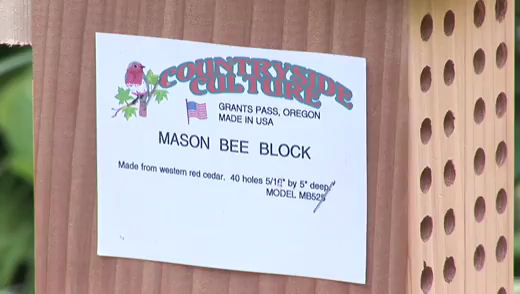 COUNTRYSIDE
CULTURE
GRANTS PASS, OREGON
MADE IN USA
MASON BEE BLOCK
Made from western red cedar. 40 holes 5/16" by 5" deep
MODEL MB525